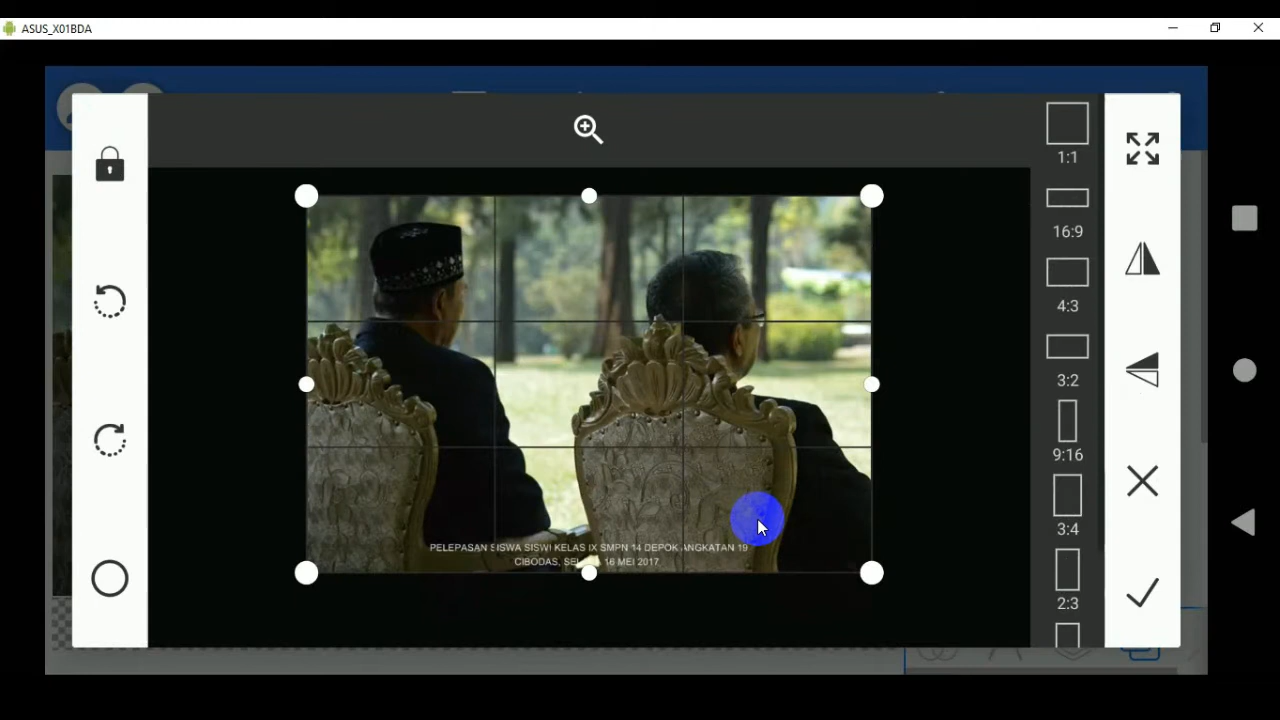 ASUS_X01BDA
1:1
16:9
4:3
3:2
9:16
3:4
2:3
PELEPASAN SISWA SISWI KELAS IX SMPN 14 DEPOK ANGKATAN 19
CIBODAS, SELASA 16 MEI 2017